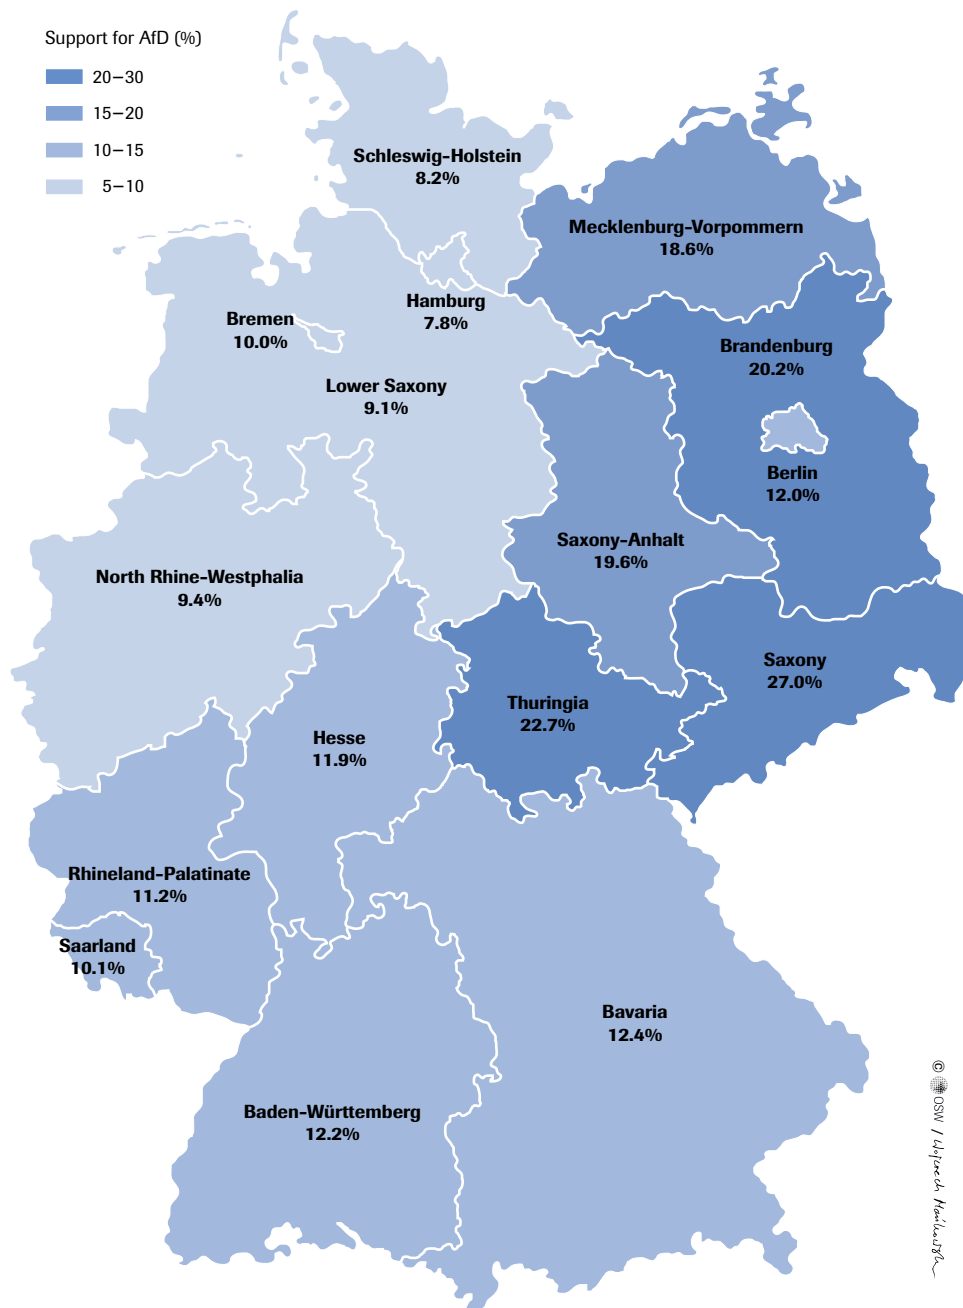 Support for AfD (%)
20–30
15–20
10–15
5–10
Schleswig-Holstein
8.2%
Mecklenburg-Vorpommern
18.6%
Hamburg
7.8%
Bremen
10.0%
Brandenburg
20.2%
Lower Saxony
9.1%
Berlin
12.0%
Saxony-Anhalt
19.6%
North Rhine-Westphalia
9.4%
Saxony
27.0%
Thuringia
22.7%
Hesse
11.9%
Rhineland-Palatinate
11.2%
Saarland
10.1%
Bavaria
12.4%
Baden-Württemberg
12.2%
© OSW / Wojciech Mańkowski